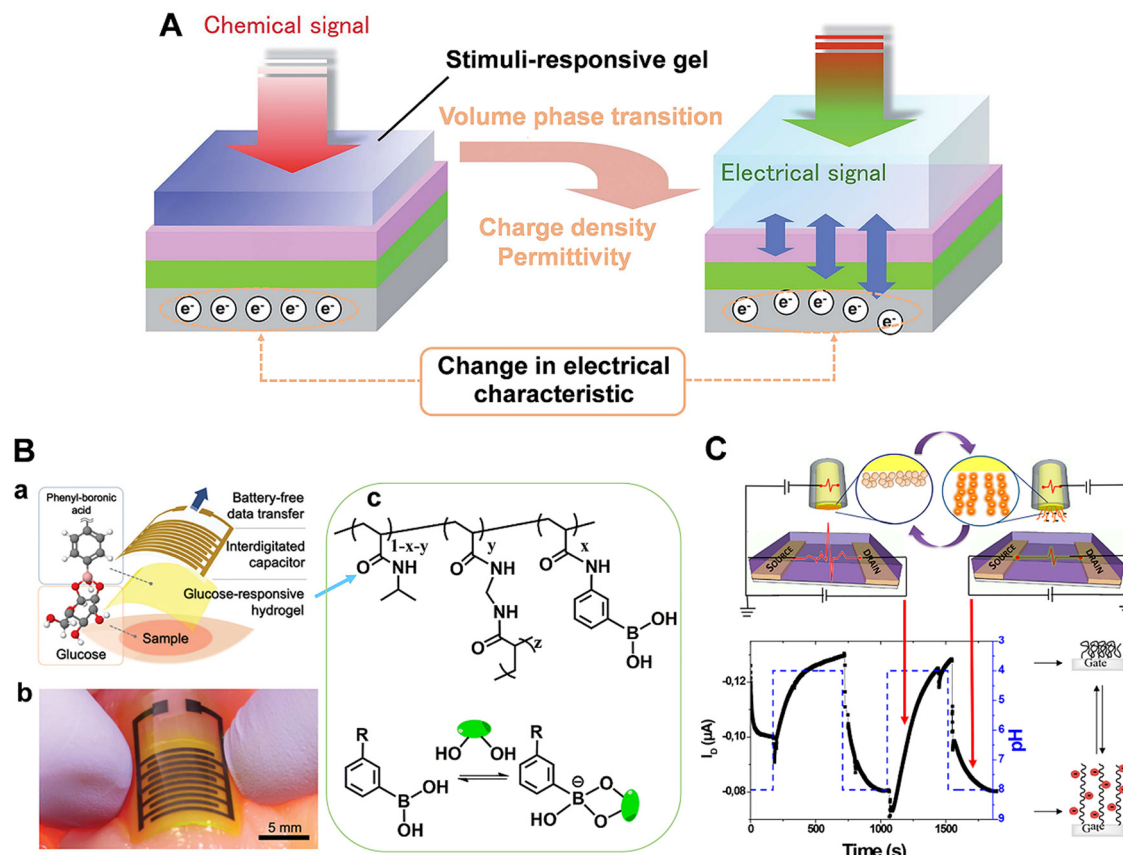 A
Chemical signal
Stimuli-responsive gel
Volume phase transition
Charge density
Permittivity
Electrical signal
e- e- e- e- e-
e- e- e- e- e-
Change in electrical
characteristic
B
a
Phenyl-boronic
acid
Glucose
Battery-free
data transfer
Interdigitated
capacitor
Glucose-responsive
hydrogel
Sample
b
5 mm
c
1-x-y
y
x
O
NH
O
NH
O
NH
NH
O
z
B
OH
OH
R
B
OH
HO
HO
OH
R
B
⊖
O
O
HO
C
SOURCE
DRAIN
SOURCE
DRAIN
I_D (µA)
-0,12
-0,10
-0,08
0
500
1000
1500
Time (s)
3
4
5
6
7
8
9
pH
Gate
Gate